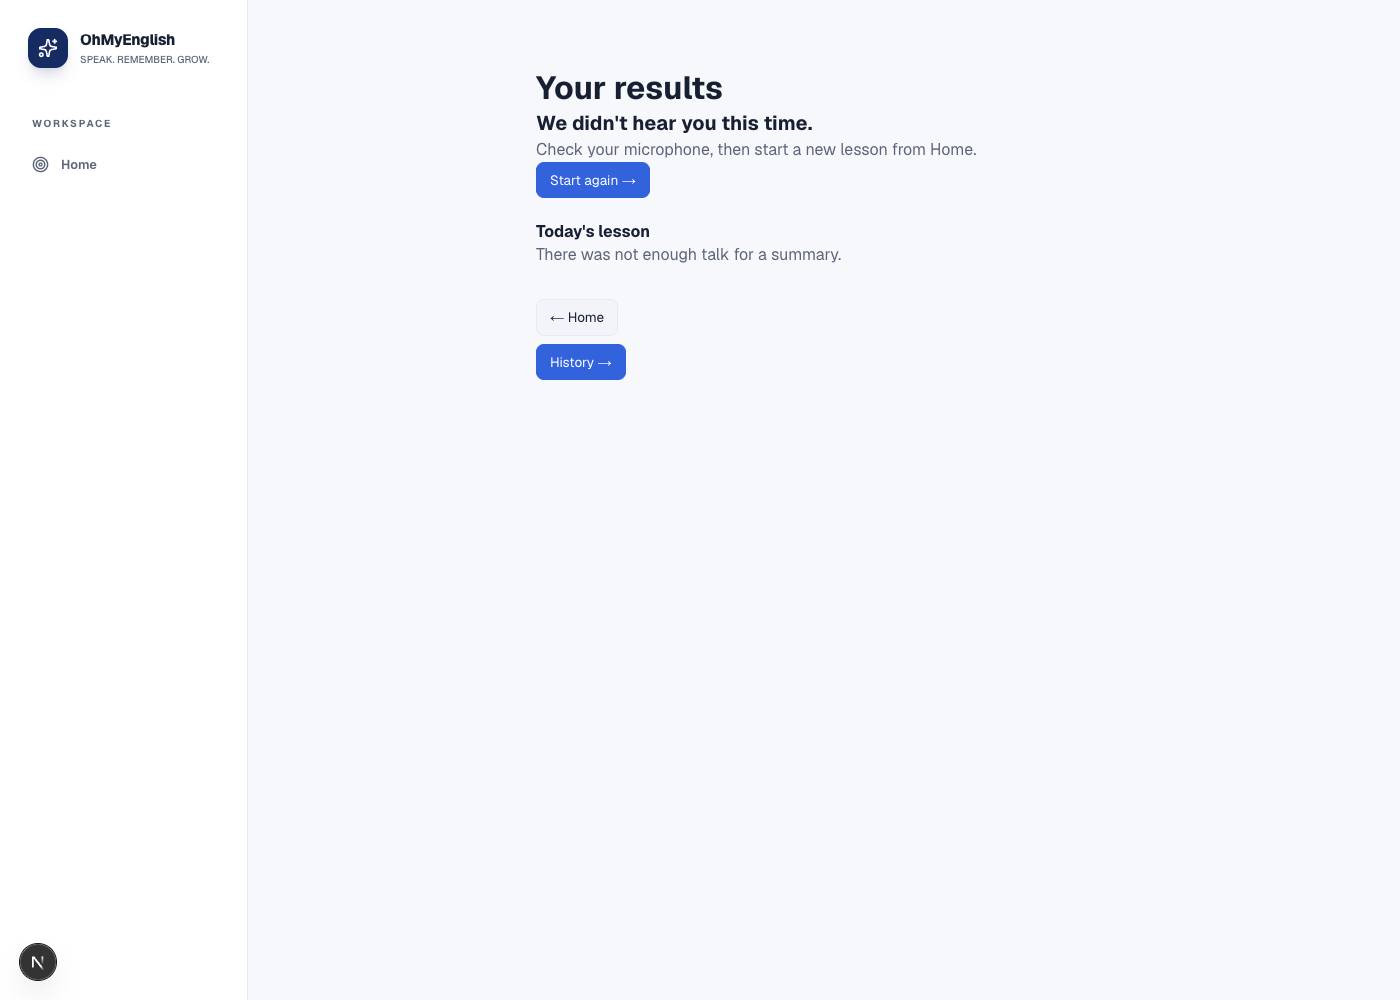 OhMyEnglish
SPEAK. REMEMBER. GROW.
WORKSPACE
Home
Your results
We didn't hear you this time.
Check your microphone, then start a new lesson from Home.
Start again →
Today's lesson
There was not enough talk for a summary.
← Home
History →
N